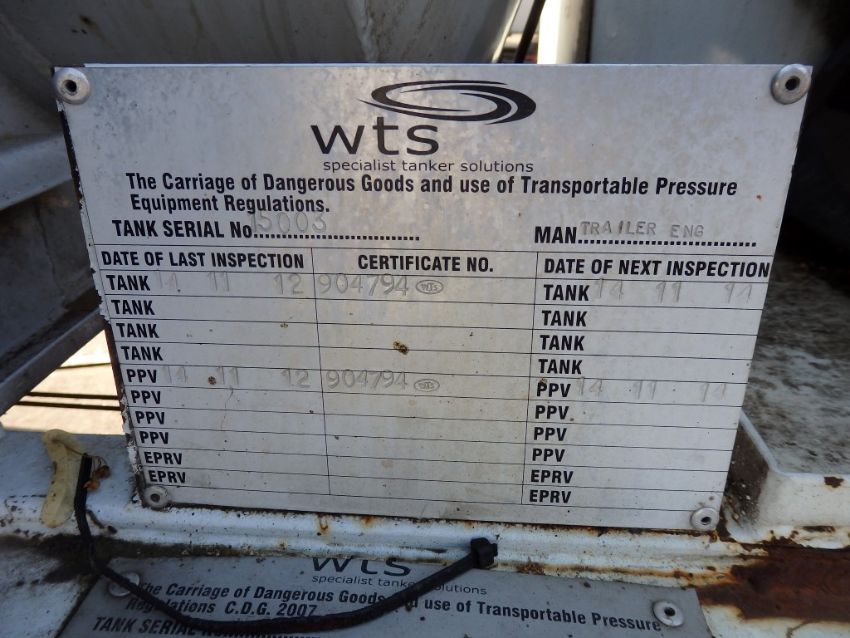 wts
specialist tanker solutions
The Carriage of Dangerous Goods and use of Transportable Pressure
Equipment Regulations.
TANK SERIAL No. 5003 MAN TRAILER ENG
DATE OF LAST INSPECTION CERTIFICATE NO. DATE OF NEXT INSPECTION
TANK 14 11 12 904794 WTS TANK 14 11 14
TANK TANK
TANK TANK
TANK TANK
PPV 14 11 12 904794 WTS PPV 14 11 14
PPV PPV
PPV PPV
PPV PPV
EPRV EPRV
EPRV EPRV
wts
specialist tanker solutions
The Carriage of Dangerous Goods and use of Transportable Pressure
Regulations C.D.G. 2007
TANK SERIAL